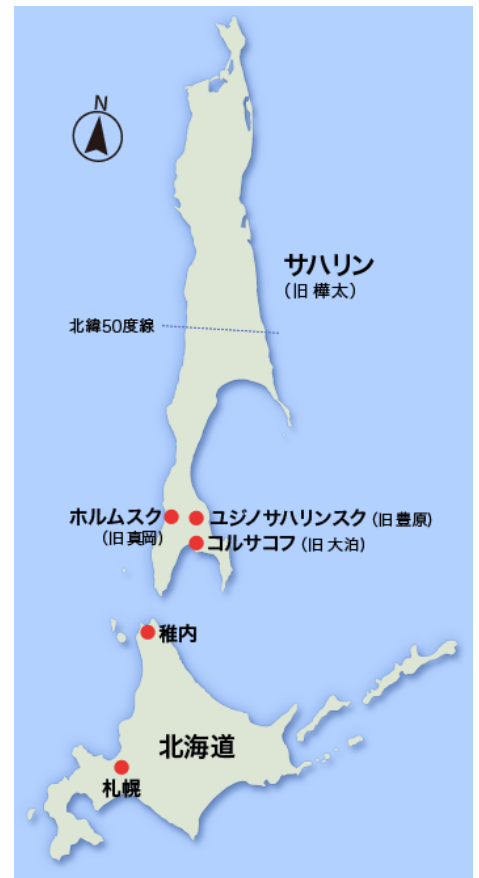 N
サハリン
（旧 樺太）
北緯50度線
ホルムスク
（旧 真岡）
ユジノサハリンスク（旧 豊原）
コルサコフ（旧 大泊）
稚内
北海道
札幌